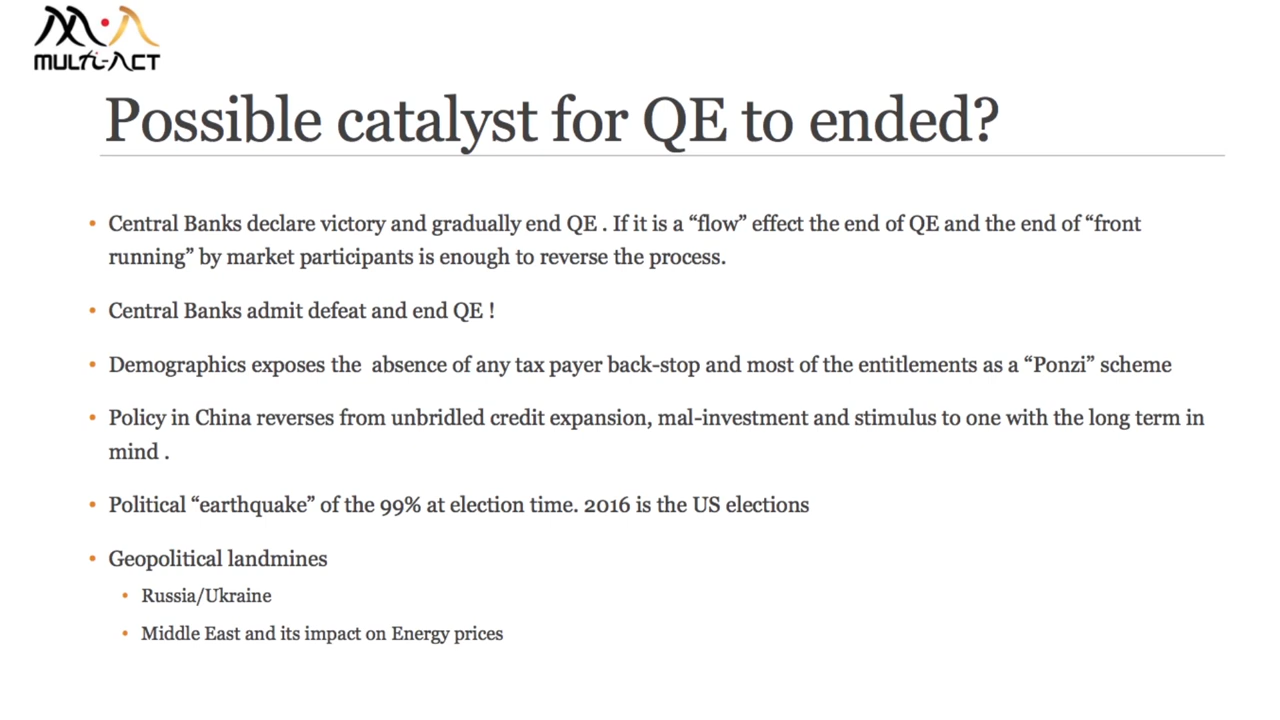 MULTI-ACT
Possible catalyst for QE to ended?
• Central Banks declare victory and gradually end QE . If it is a “flow” effect the end of QE and the end of “front
running” by market participants is enough to reverse the process.
• Central Banks admit defeat and end QE !
• Demographics exposes the  absence of any tax payer back-stop and most of the entitlements as a “Ponzi” scheme
• Policy in China reverses from unbridled credit expansion, mal-investment and stimulus to one with the long term in
mind .
• Political “earthquake” of the 99% at election time. 2016 is the US elections
• Geopolitical landmines
• Russia/Ukraine
• Middle East and its impact on Energy prices